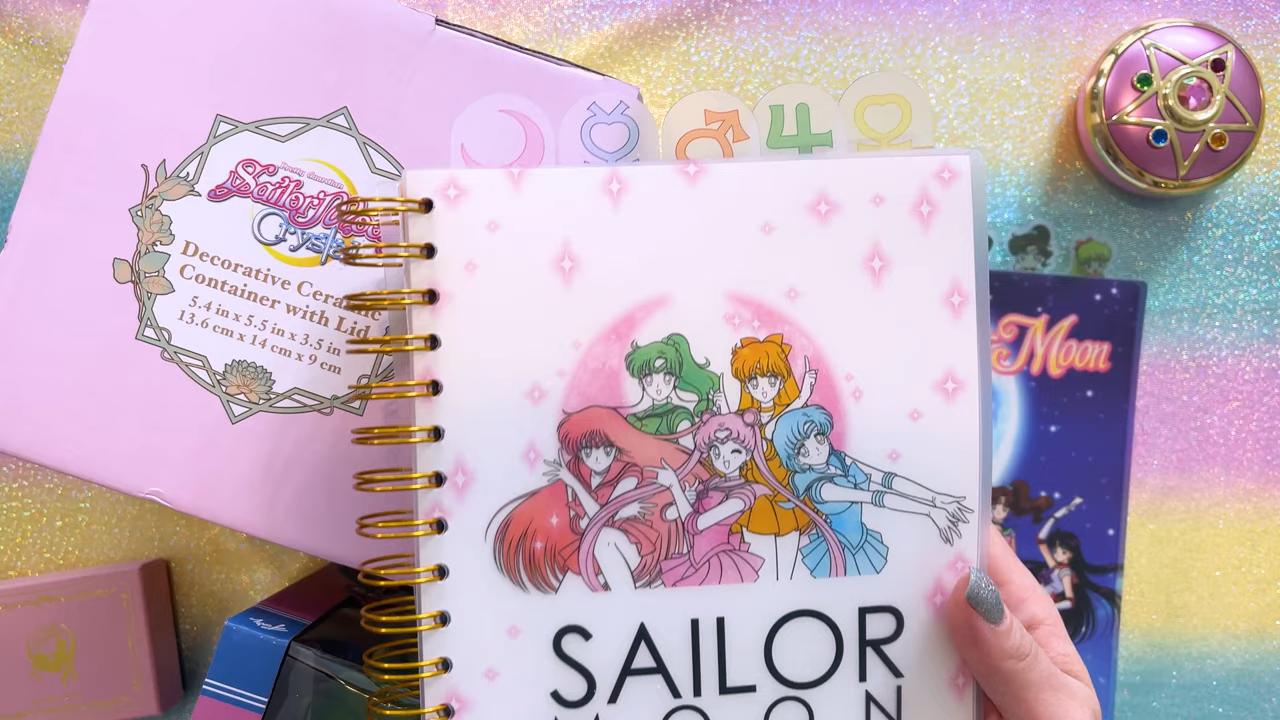 Pretty Guardian
Sailor Moon
Crystal
Decorative Ceramic
Container with Lid
5.4 in x 5.5 in x 3.5 in
13.6 cm x 14 cm x 9 cm
Moon
SAILOR
MOON